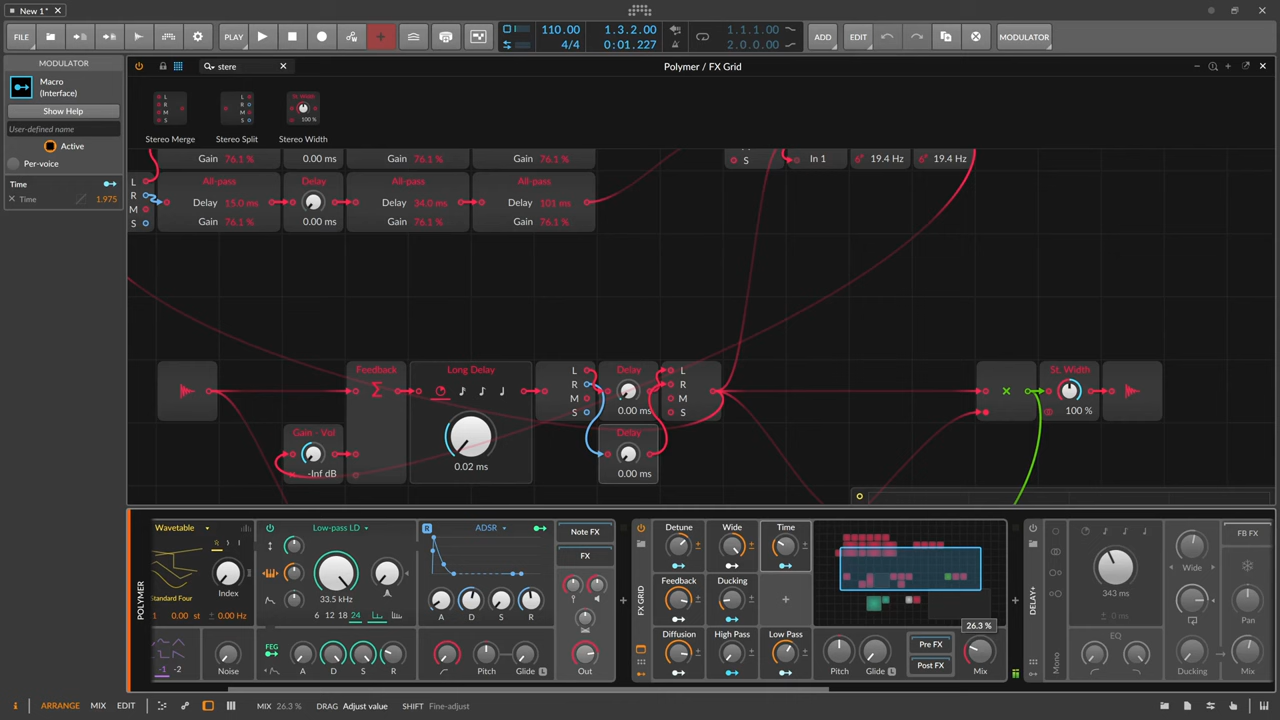 New 1*
FILE
PLAY
110.00
4/4
1.3.2.00
0:01.227
1.1.1.00
2.0.0.00
ADD
EDIT
MODULATOR
MODULATOR
Macro
(Interface)
Show Help
User-defined name
Active
Per-voice
Time
Time 1.975
stere
Polymer / FX Grid
Stereo Merge
Stereo Split
100 %
Stereo Width
Gain 76.1 %
0.00 ms
Gain 76.1 %
Gain 76.1 %
S
In 1
6 19.4 Hz
6 19.4 Hz
L
R
M
S
All-pass
Delay 15.0 ms
Gain 76.1 %
Delay
0.00 ms
All-pass
Delay 34.0 ms
Gain 76.1 %
All-pass
Delay 101 ms
Gain 76.1 %
Feedback
Σ
Gain - Vol
-Inf dB
Long Delay
0.02 ms
L
R
M
S
Delay
0.00 ms
Delay
0.00 ms
L
R
M
S
St. Width
100 %
POLYMER
Wavetable
Standard Four
0.00 st
Index
±0.00 Hz
-1
-2
Noise
Low-pass LD
33.5 kHz
6 12 18 24
FEG
A
D
S
R
R
ADSR
A
D
S
R
Pitch
Glide L
Note FX
FX
Out
FX GRID
Detune
Wide
Time
Feedback
Ducking
Diffusion
High Pass
Low Pass
Pitch
Glide L
Pre FX
Post FX
26.3 %
Mix
DELAY+
Mono
343 ms
± 0 ms
EQ
Wide
Ducking
FB FX
Pan
Mix
i
ARRANGE
MIX
EDIT
MIX 26.3 %
DRAG Adjust value
SHIFT Fine-adjust